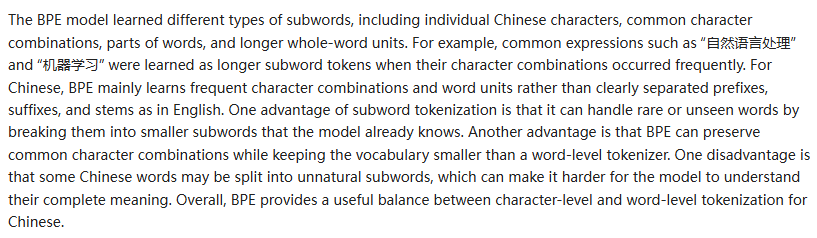 The BPE model learned different types of subwords, including individual Chinese characters, common character
combinations, parts of words, and longer whole-word units. For example, common expressions such as “自然语言处理”
and “机器学习” were learned as longer subword tokens when their character combinations occurred frequently. For
Chinese, BPE mainly learns frequent character combinations and word units rather than clearly separated prefixes,
suffixes, and stems as in English. One advantage of subword tokenization is that it can handle rare or unseen words by
breaking them into smaller subwords that the model already knows. Another advantage is that BPE can preserve
common character combinations while keeping the vocabulary smaller than a word-level tokenizer. One disadvantage is
that some Chinese words may be split into unnatural subwords, which can make it harder for the model to understand
their complete meaning. Overall, BPE provides a useful balance between character-level and word-level tokenization for
Chinese.